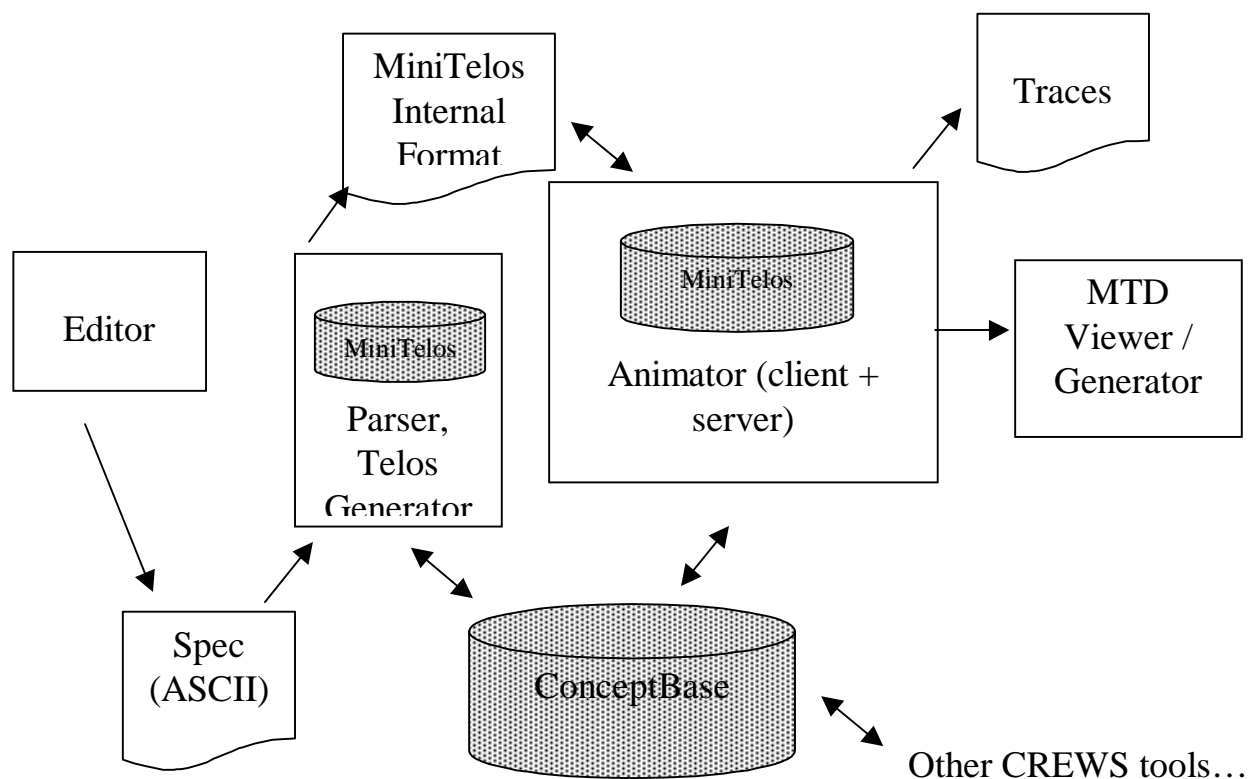 MiniTelos
Internal
Format
Traces
MiniTelos
Animator (client +
server)
MTD
Viewer /
Generator
Editor
MiniTelos
Parser,
Telos
Generator
Spec
(ASCII)
ConceptBase
Other CREWS tools…